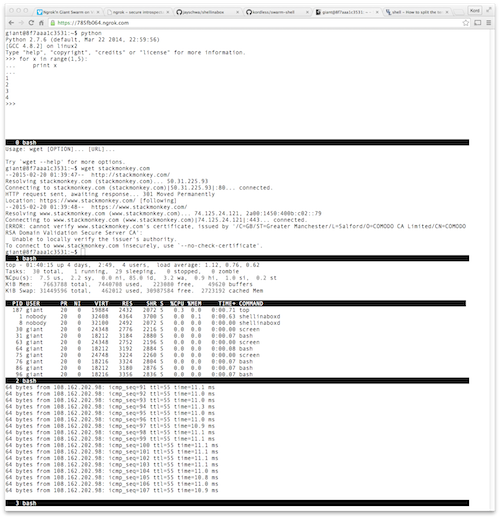 Ngrok's Giant Swarm on
ngrok - secure introspec
jayschwa/shellinabox
kordless/swarm-shell
giant@8f7aaa1c3531: ~
shell - How to split the sc
Kord
https://785fb064.ngrok.com
giant@8f7aaa1c3531:~$ python
Python 2.7.6 (default, Mar 22 2014, 22:59:56)
[GCC 4.8.2] on linux2
Type "help", "copyright", "credits" or "license" for more information.
>>> for x in range(1,5):
...     print x
...
1
2
3
4
>>>
0 bash
Usage: wget [OPTION]... [URL]...
Try `wget --help' for more options.
giant@8f7aaa1c3531:~$ wget stackmonkey.com
--2015-02-20 01:39:47--  http://stackmonkey.com/
Resolving stackmonkey.com (stackmonkey.com)... 50.31.225.93
Connecting to stackmonkey.com (stackmonkey.com)|50.31.225.93|:80... connected.
HTTP request sent, awaiting response... 301 Moved Permanently
Location: https://www.stackmonkey.com/ [following]
--2015-02-20 01:39:48--  https://www.stackmonkey.com/
Resolving www.stackmonkey.com (www.stackmonkey.com)... 74.125.24.121, 2a00:1450:400b:c02::79
Connecting to www.stackmonkey.com (www.stackmonkey.com)|74.125.24.121|:443... connected.
ERROR: cannot verify www.stackmonkey.com's certificate, issued by '/C=GB/ST=Greater Manchester/L=Salford/O=COMODO CA Limited/CN=COMODO
RSA Domain Validation Secure Server CA':
  Unable to locally verify the issuer's authority.
To connect to www.stackmonkey.com insecurely, use `--no-check-certificate'.
giant@8f7aaa1c3531:~$
1 bash
top - 01:40:15 up 4 days, 2:49, 4 users, load average: 1.12, 0.76, 0.62
Tasks: 30 total, 1 running, 29 sleeping, 0 stopped, 0 zombie
%Cpu(s): 7.5 us, 2.2 sy, 0.0 ni, 85.8 id, 3.2 wa, 0.9 hi, 1.0 si, 0.2 st
KiB Mem: 7663788 total, 7440788 used, 223000 free, 49620 buffers
KiB Swap: 31449596 total, 462012 used, 30987584 free. 2723192 cached Mem
PID USER PR NI VIRT RES SHR S %CPU %MEM TIME+ COMMAND
107 giant 20 0 19884 2432 2072 S 0.3 0.0 0:00.71 top
1 nobody 20 0 32408 4364 3700 S 0.0 0.1 0:00.63 shellinaboxd
8 nobody 20 0 32100 2492 2072 S 0.0 0.0 0:00.00 shellinaboxd
30 giant 20 0 24348 2776 2216 S 0.0 0.0 0:00.00 screen
31 giant 20 0 18212 3184 2880 S 0.0 0.0 0:00.07 bash
63 giant 20 0 24348 2752 2196 S 0.0 0.0 0:00.00 screen
64 giant 20 0 18212 3192 2884 S 0.0 0.0 0:00.08 bash
75 giant 20 0 24748 3224 2260 S 0.0 0.0 0:00.07 screen
76 giant 20 0 18216 3324 2804 S 0.0 0.0 0:00.07 bash
86 giant 20 0 18212 3180 2876 S 0.0 0.0 0:00.07 bash
96 giant 20 0 18216 3356 2836 S 0.0 0.0 0:00.07 bash
2 bash
64 bytes from 108.162.202.98: icmp_seq=91 ttl=55 time=11.1 ms
64 bytes from 108.162.202.98: icmp_seq=92 ttl=55 time=11.0 ms
64 bytes from 108.162.202.98: icmp_seq=93 ttl=55 time=11.0 ms
64 bytes from 108.162.202.98: icmp_seq=94 ttl=55 time=11.3 ms
64 bytes from 108.162.202.98: icmp_seq=95 ttl=55 time=11.0 ms
64 bytes from 108.162.202.98: icmp_seq=96 ttl=55 time=11.0 ms
64 bytes from 108.162.202.98: icmp_seq=97 ttl=55 time=10.9 ms
64 bytes from 108.162.202.98: icmp_seq=98 ttl=55 time=11.1 ms
64 bytes from 108.162.202.98: icmp_seq=99 ttl=55 time=11.1 ms
64 bytes from 108.162.202.98: icmp_seq=100 ttl=55 time=11.1 ms
64 bytes from 108.162.202.98: icmp_seq=101 ttl=55 time=11.1 ms
64 bytes from 108.162.202.98: icmp_seq=102 ttl=55 time=11.1 ms
64 bytes from 108.162.202.98: icmp_seq=103 ttl=55 time=11.1 ms
64 bytes from 108.162.202.98: icmp_seq=104 ttl=55 time=11.0 ms
64 bytes from 108.162.202.98: icmp_seq=105 ttl=55 time=10.8 ms
64 bytes from 108.162.202.98: icmp_seq=106 ttl=55 time=11.0 ms
64 bytes from 108.162.202.98: icmp_seq=107 ttl=55 time=10.9 ms
3 bash